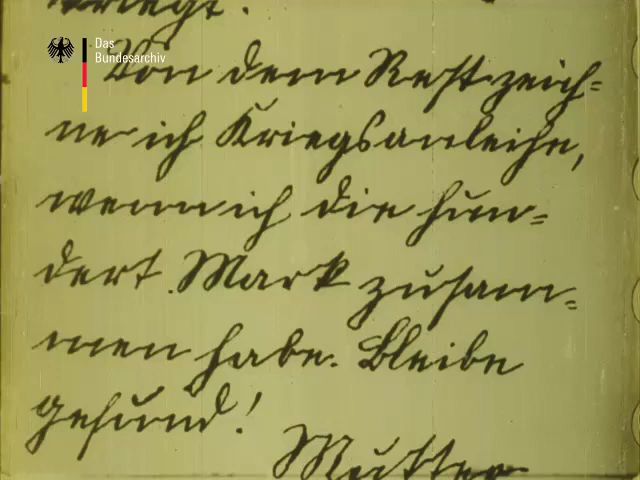 kriegt.
Das
Bundesarchiv
Von dem Rest zeich=
ne ich Kriegsanleihe,
wenn ich die hun=
dert Mark zusam=
men habe. Bleibe
gesund!
Mutter